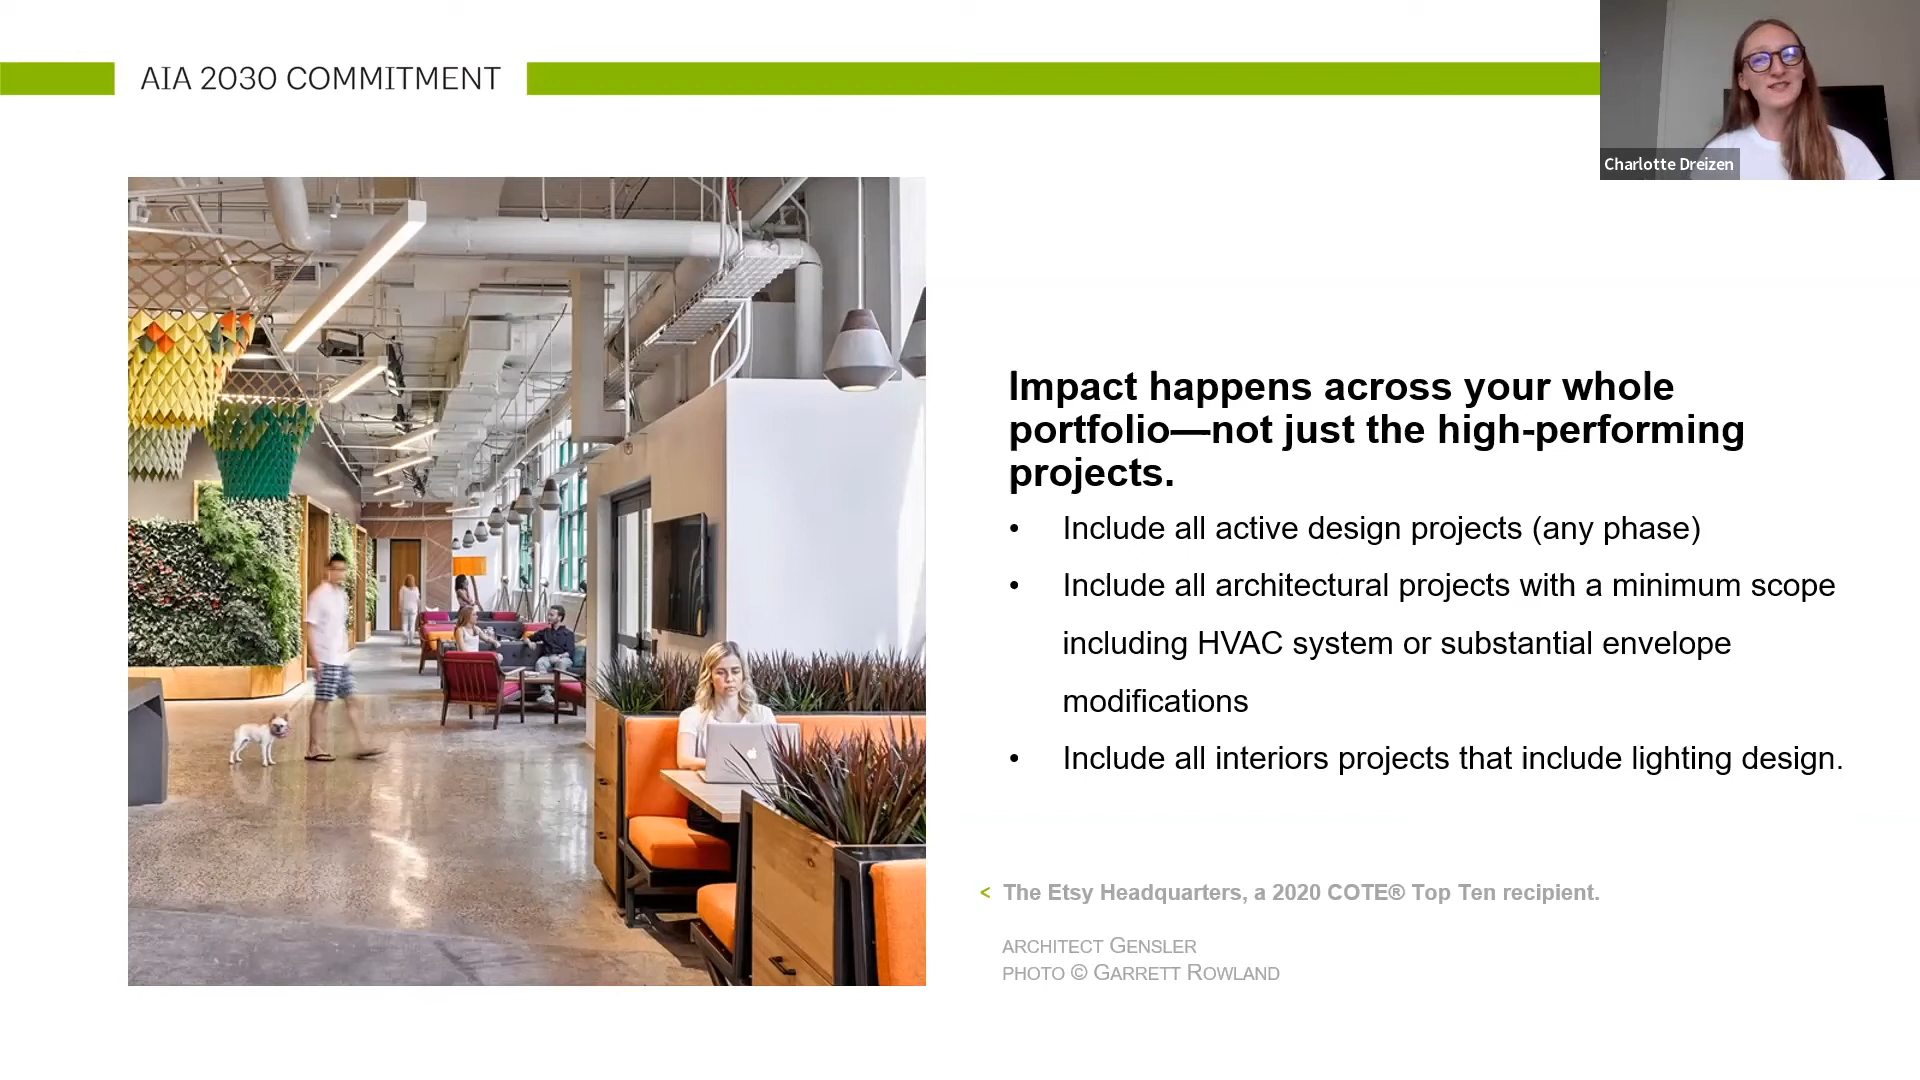 AIA 2030 COMMITMENT
Charlotte Dreizen
Impact happens across your whole
portfolio—not just the high-performing
projects.
• Include all active design projects (any phase)
• Include all architectural projects with a minimum scope
including HVAC system or substantial envelope
modifications
• Include all interiors projects that include lighting design.
< The Etsy Headquarters, a 2020 COTE® Top Ten recipient.
ARCHITECT GENSLER
PHOTO © GARRETT ROWLAND